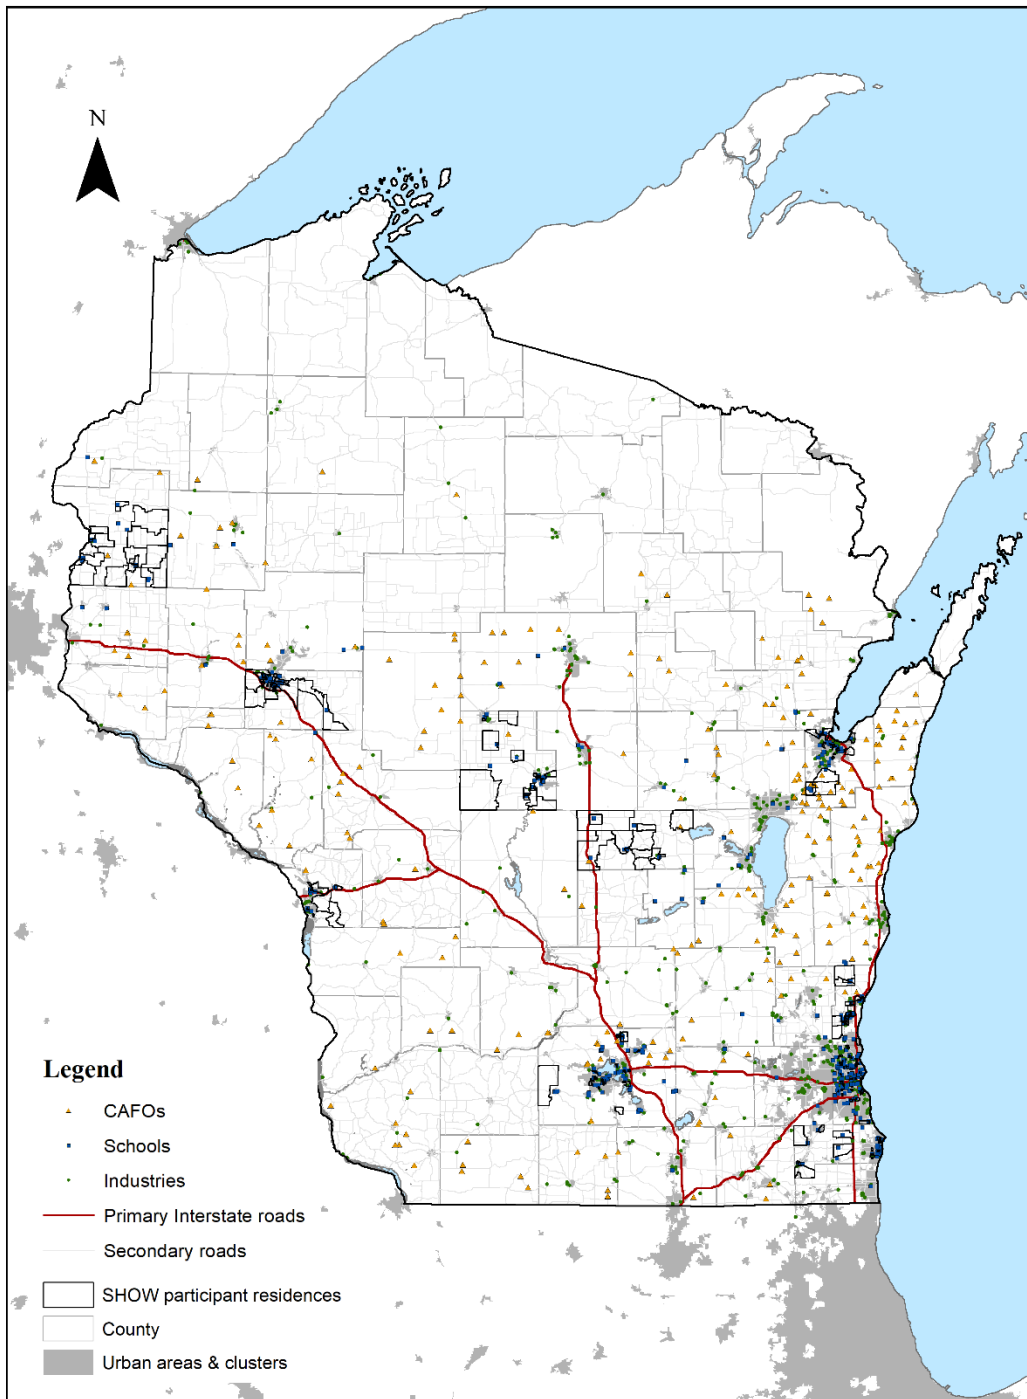 N
Legend
CAFOs
Schools
Industries
Primary Interstate roads
Secondary roads
SHOW participant residences
County
Urban areas & clusters